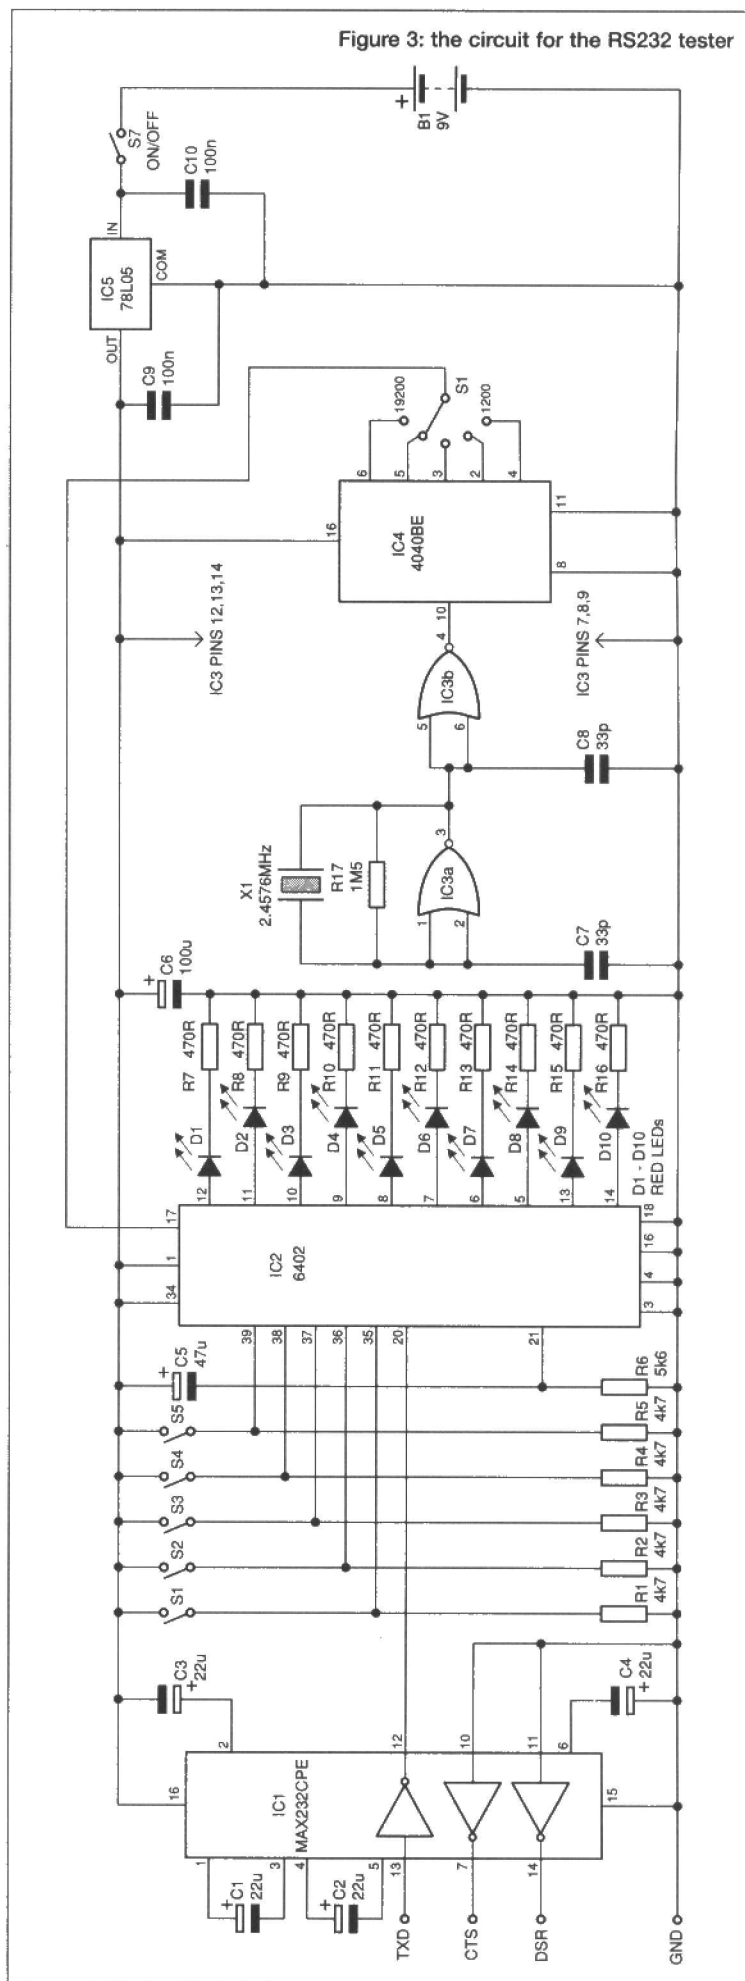 Figure 3: the circuit for the RS232 tester
+
B1
9V
S7
ON/OFF
C10
100n
IN
IC5
78L05
COM
OUT
C9
100n
19200
S1
1200
6
5
3
2
4
16
IC4
4040BE
11
8
10
IC3 PINS 12,13,14
IC3 PINS 7,8,9
4
IC3b
5
6
C8
33p
X1
2.4576MHz
R17
1M5
3
IC3a
1
2
C7
33p
+
C6
100u
R7
470R
R8
470R
R9
470R
R10
470R
R11
470R
R12
470R
R13
470R
R14
470R
R15
470R
R16
470R
D1
D2
D3
D4
D5
D6
D7
D8
D9
D10
D1 - D10
RED LEDs
12
11
10
9
8
7
6
5
13
14
17
1
34
IC2
6402
18
16
4
3
39
38
37
36
35
20
21
+
C5
47u
S5
S4
S3
S2
S1
R6
5k6
R5
4k7
R4
4k7
R3
4k7
R2
4k7
R1
4k7
C3
+22u
C4
+22u
2
12
10
11
6
16
IC1
MAX232CPE
15
1
3
4
5
13
7
14
+
C1
22u
+
C2
22u
TXD
CTS
DSR
GND